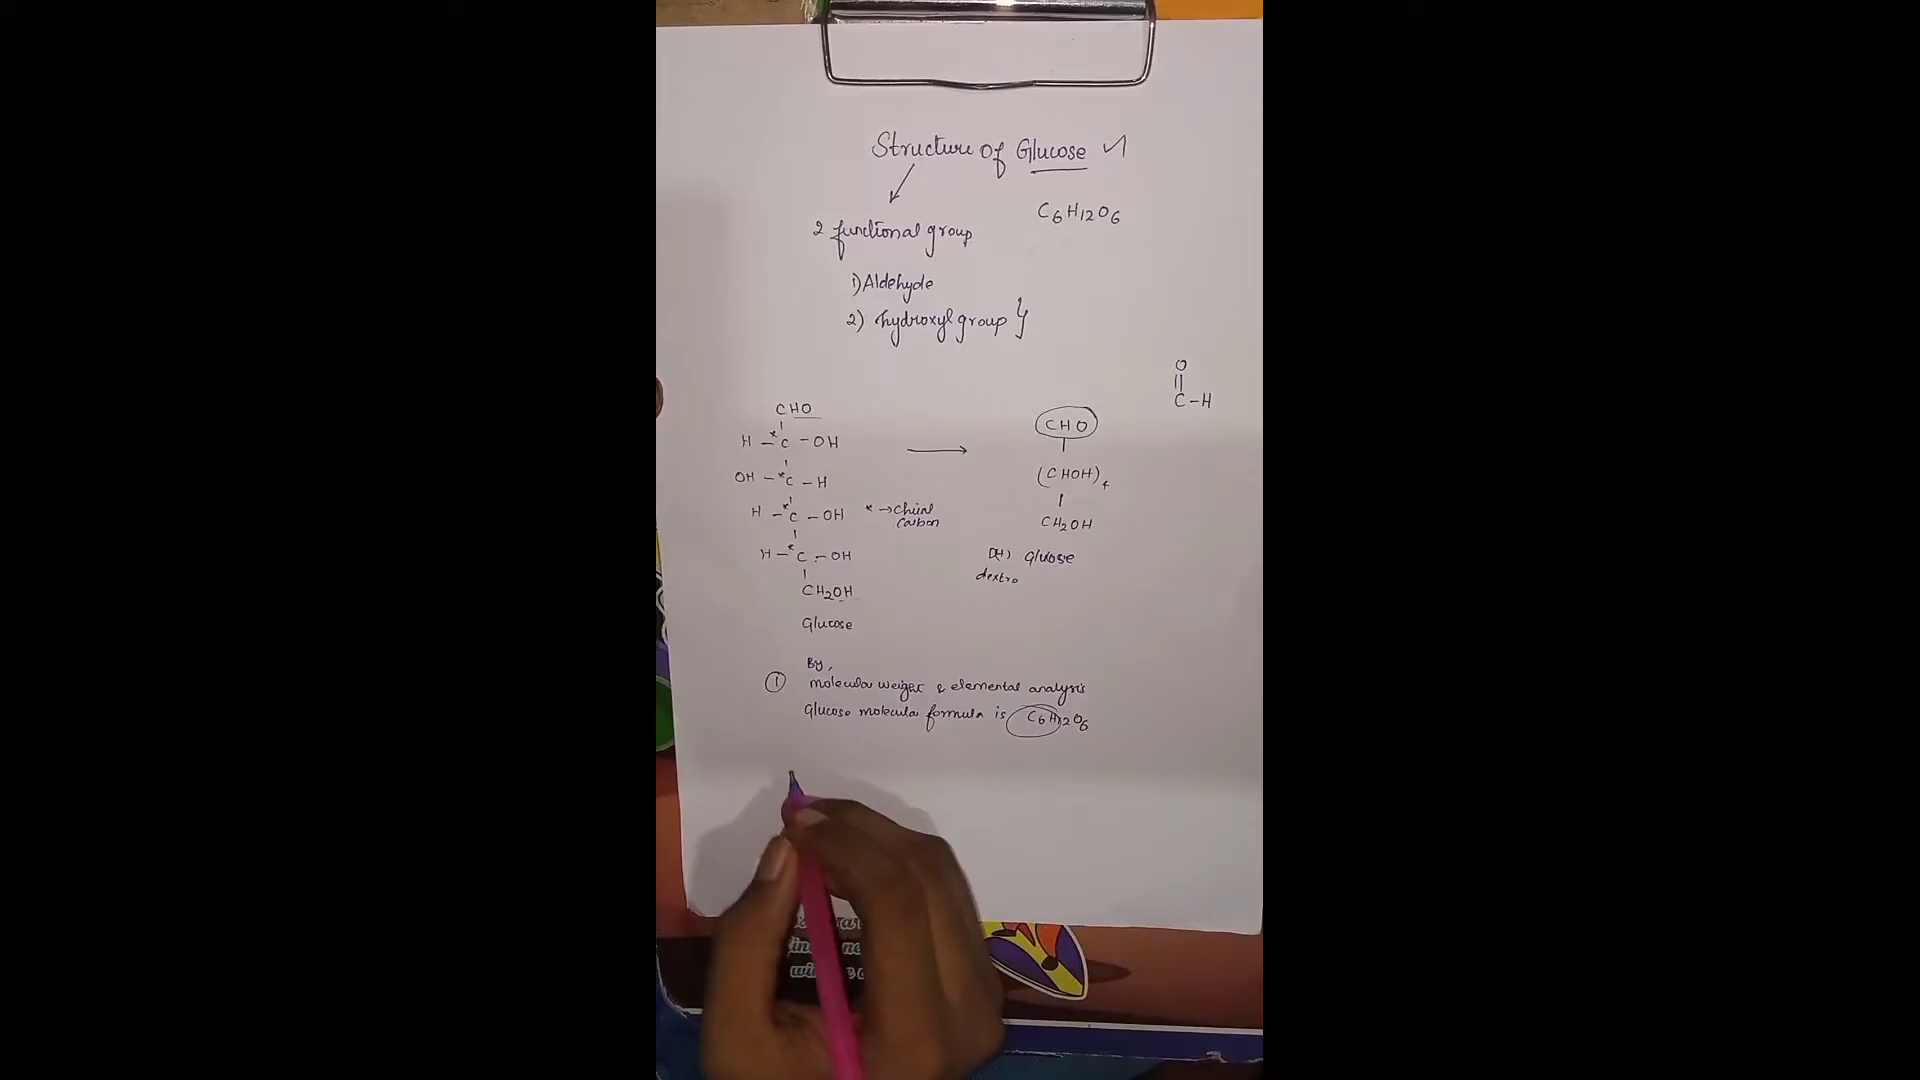 Structure of Glucose
C6H12O6
2 functional group
1) Aldehyde
2) hydroxyl group }
O
||
C-H
CHO
H - *C - OH
OH - *C - H
H - *C - OH
H - *C - OH
CH2OH
Glucose
* → Chiral
carbon
→
CHO
(CHOH)4
CH2OH
Glucose
dextro
By,
① molecular weight & elemental analysis
Glucose molecula formula is C6H12O6